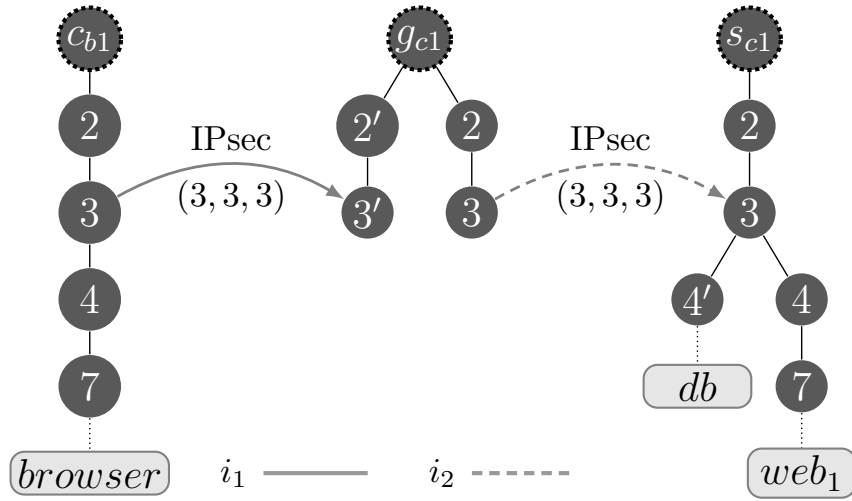 c_{b1} g_{c1} s_{c1}
2 2′ 2 2
IPsec IPsec
(3, 3, 3) (3, 3, 3)
3 3′ 3 3
4 4′ 4
7 db 7
browser i_1 i_2 web_1